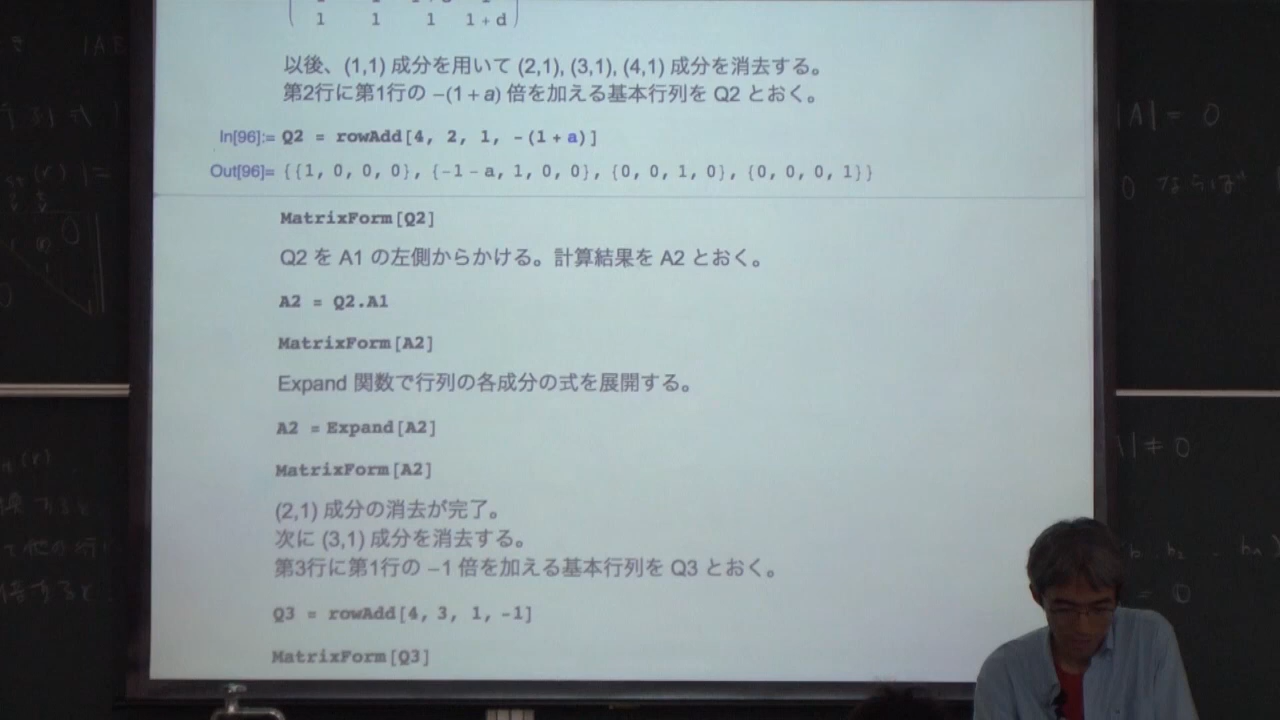 1 1 1 1 + d
以後、(1,1) 成分を用いて (2,1), (3,1), (4,1) 成分を消去する。
第2行に第1行の −(1 + a) 倍を加える基本行列を Q2 とおく。
In[96]:= Q2 = rowAdd[4, 2, 1, - (1 + a)]
Out[96]= {{1, 0, 0, 0}, {-1 - a, 1, 0, 0}, {0, 0, 1, 0}, {0, 0, 0, 1}}
MatrixForm[Q2]
Q2 を A1 の左側からかける。計算結果を A2 とおく。
A2 = Q2.A1
MatrixForm[A2]
Expand 関数で行列の各成分の式を展開する。
A2 = Expand[A2]
MatrixForm[A2]
(2,1) 成分の消去が完了。
次に (3,1) 成分を消去する。
第3行に第1行の −1 倍を加える基本行列を Q3 とおく。
Q3 = rowAdd[4, 3, 1, -1]
MatrixForm[Q3]
|A| = 0
0 ならば
A| ≠ 0
= 0